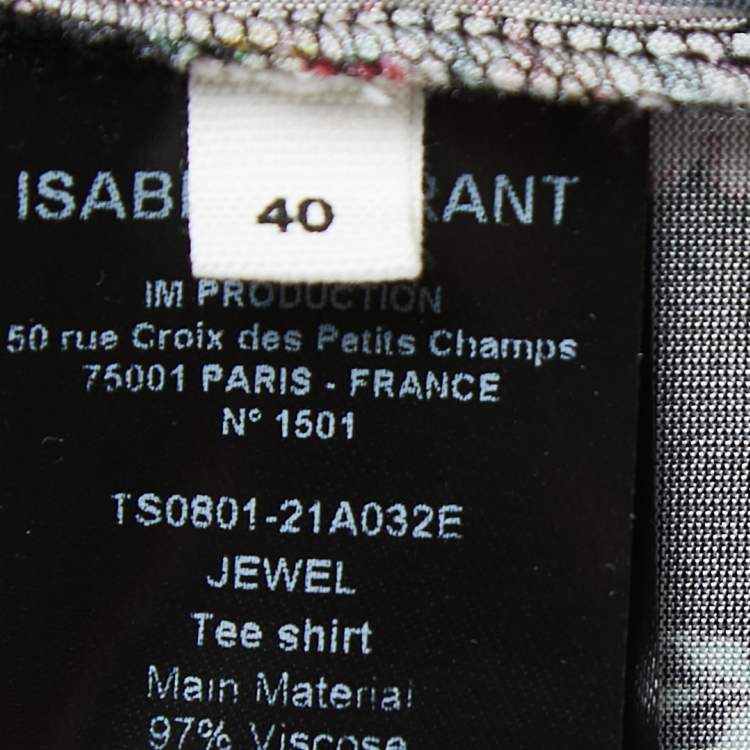 ISAB RANT
40
IM PRODUCTION
50 rue Croix des Petits Champs
75001 PARIS - FRANCE
N° 1501
TS0801-21A032E
JEWEL
Tee shirt
Main Material
97% Viscose